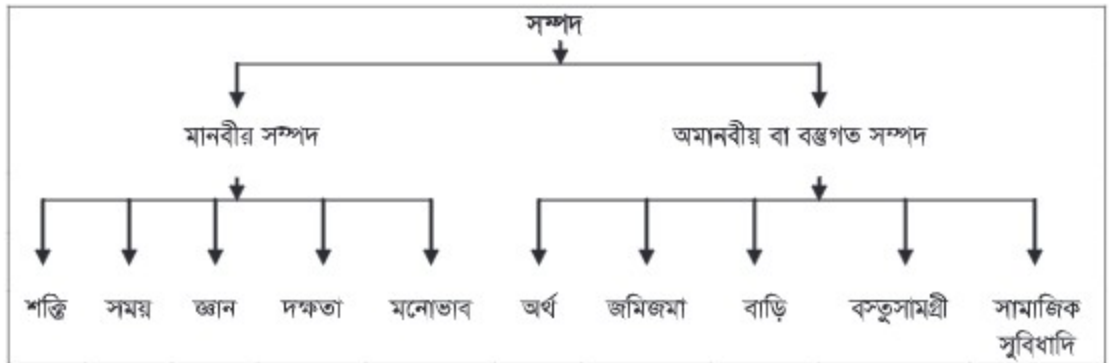 সম্পদ
মানবীর সম্পদ অমানবীয় বা বস্তুগত সম্পদ
শক্তি সময় জ্ঞান দক্ষতা মনোভাব অর্থ জমিজমা বাড়ি বস্তুসামগ্রী সামাজিক
সুবিধাদি